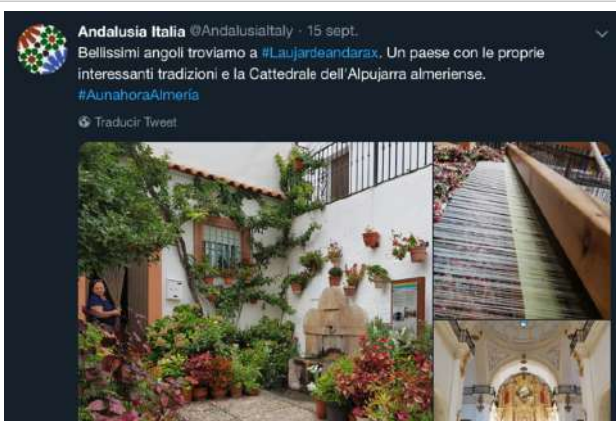 Andalusia Italia @AndalusiaItaly · 15 sept.
Bellissimi angoli troviamo a #Laujardeandarax. Un paese con le proprie
interessanti tradizioni e la Cattedrale dell'Alpujarra almeriense.
#AunahoraAlmería
Traducir Tweet